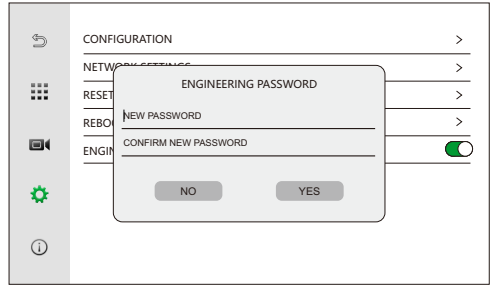 CONFIGURATION
NETWORK SETTINGS
RESET
REBO
ENGIN
ENGINEERING PASSWORD
NEW PASSWORD
CONFIRM NEW PASSWORD
NO YES